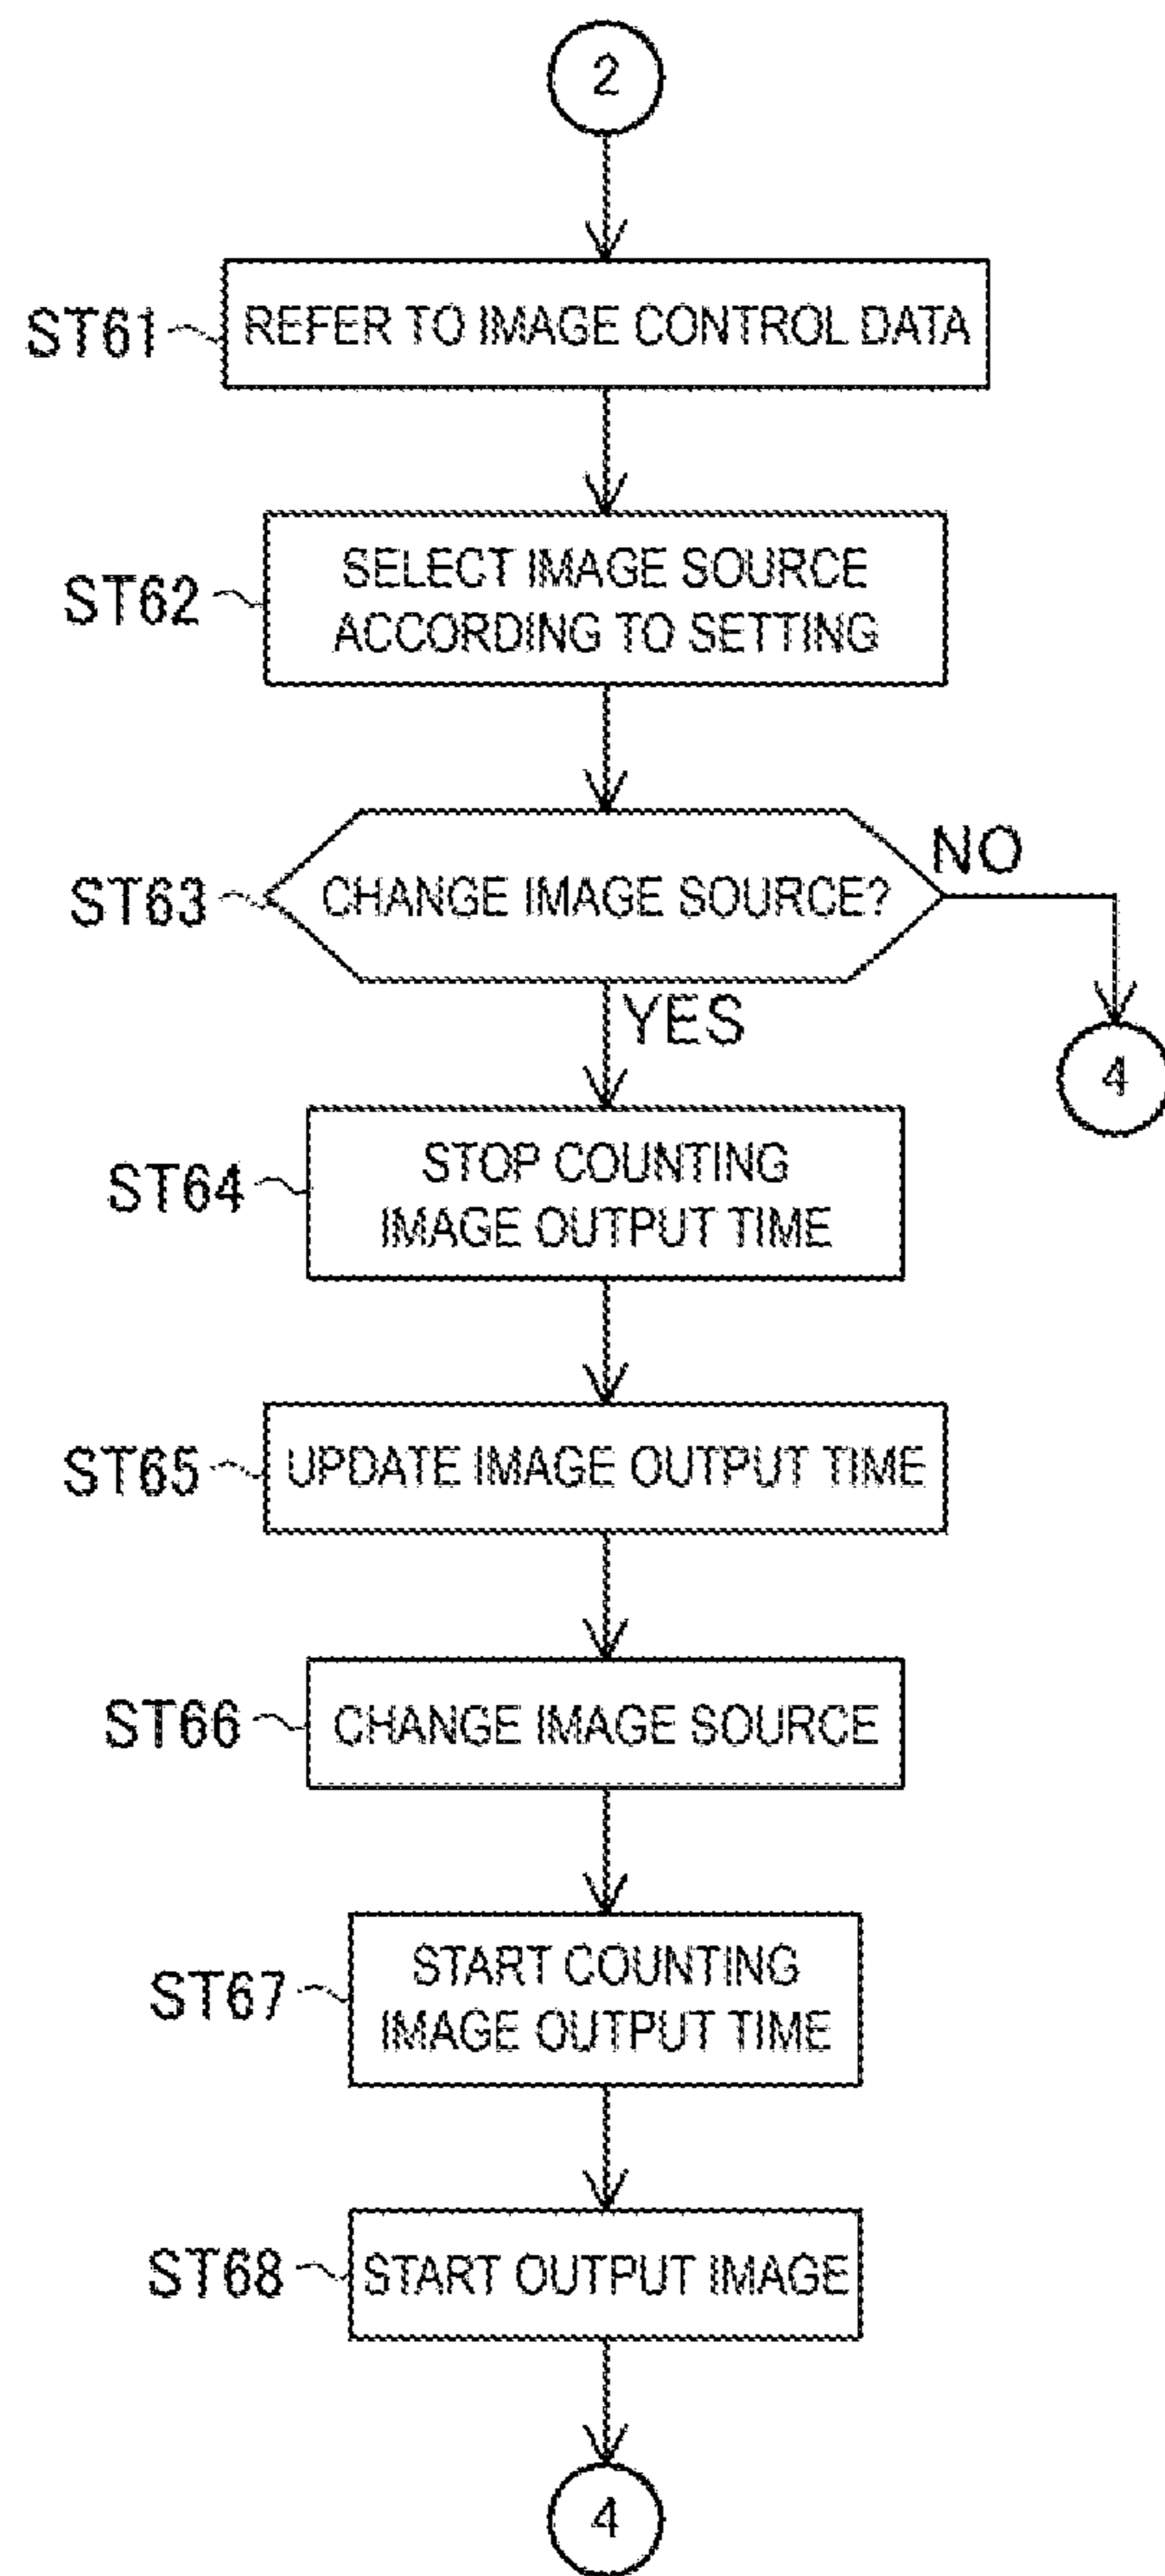 2
ST61
REFER TO IMAGE CONTROL DATA
ST62
SELECT IMAGE SOURCE
ACCORDING TO SETTING
ST63
CHANGE IMAGE SOURCE?
NO
YES
4
ST64
STOP COUNTING
IMAGE OUTPUT TIME
ST65
UPDATE IMAGE OUTPUT TIME
ST66
CHANGE IMAGE SOURCE
ST67
START COUNTING
IMAGE OUTPUT TIME
ST68
START OUTPUT IMAGE
4